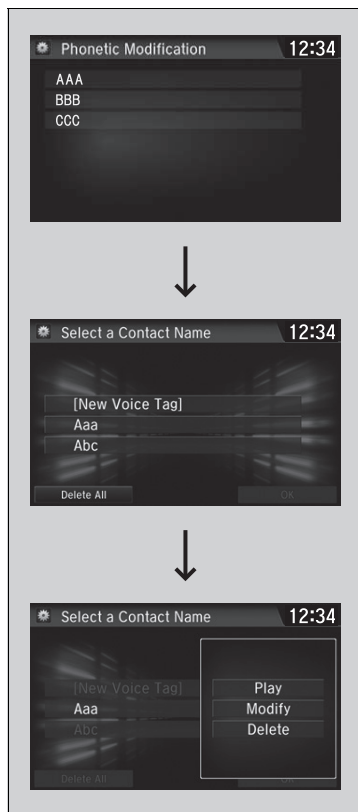 Phonetic Modification 12:34
AAA
BBB
CCC
Select a Contact Name 12:34
[New Voice Tag]
Aaa
Abc
Delete All OK
Select a Contact Name 12:34
[New Voice Tag] Play
Aaa Modify
Abc Delete
Delete All OK